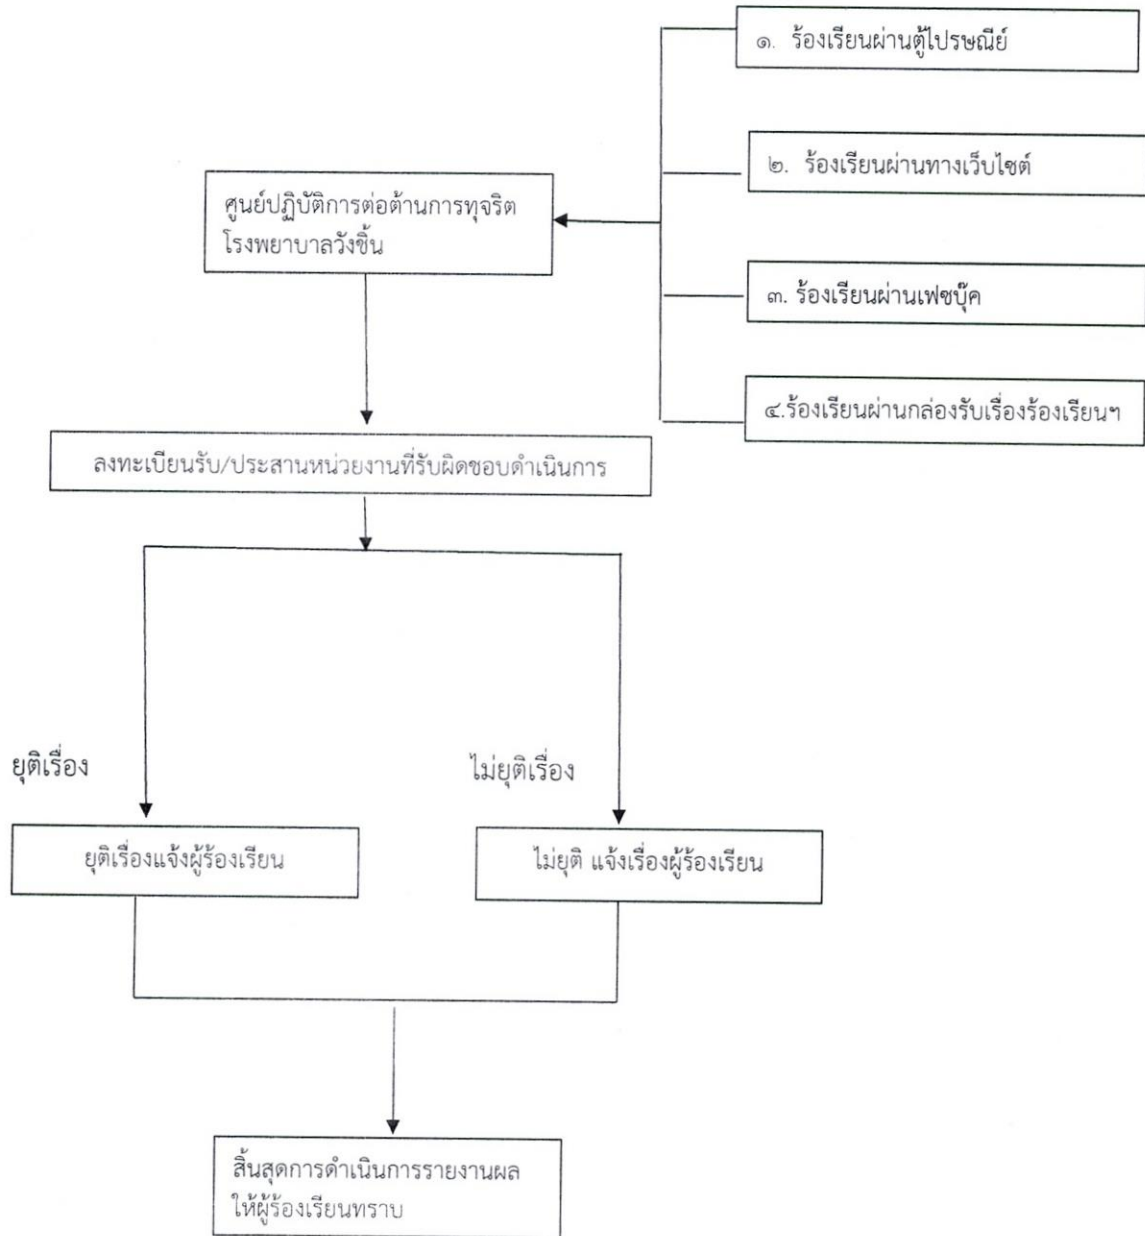 ๑. ร้องเรียนผ่านตู้ไปรษณีย์
๒. ร้องเรียนผ่านทางเว็บไซต์
ศูนย์ปฏิบัติการต่อต้านการทุจริต
โรงพยาบาลวังชิ้น
๓. ร้องเรียนผ่านเฟซบุ๊ค
๔.ร้องเรียนผ่านกล่องรับเรื่องร้องเรียนฯ
ลงทะเบียนรับ/ประสานหน่วยงานที่รับผิดชอบดำเนินการ
ยุติเรื่อง
ไม่ยุติเรื่อง
ยุติเรื่องแจ้งผู้ร้องเรียน
ไม่ยุติ แจ้งเรื่องผู้ร้องเรียน
สิ้นสุดการดำเนินการรายงานผล
ให้ผู้ร้องเรียนทราบ